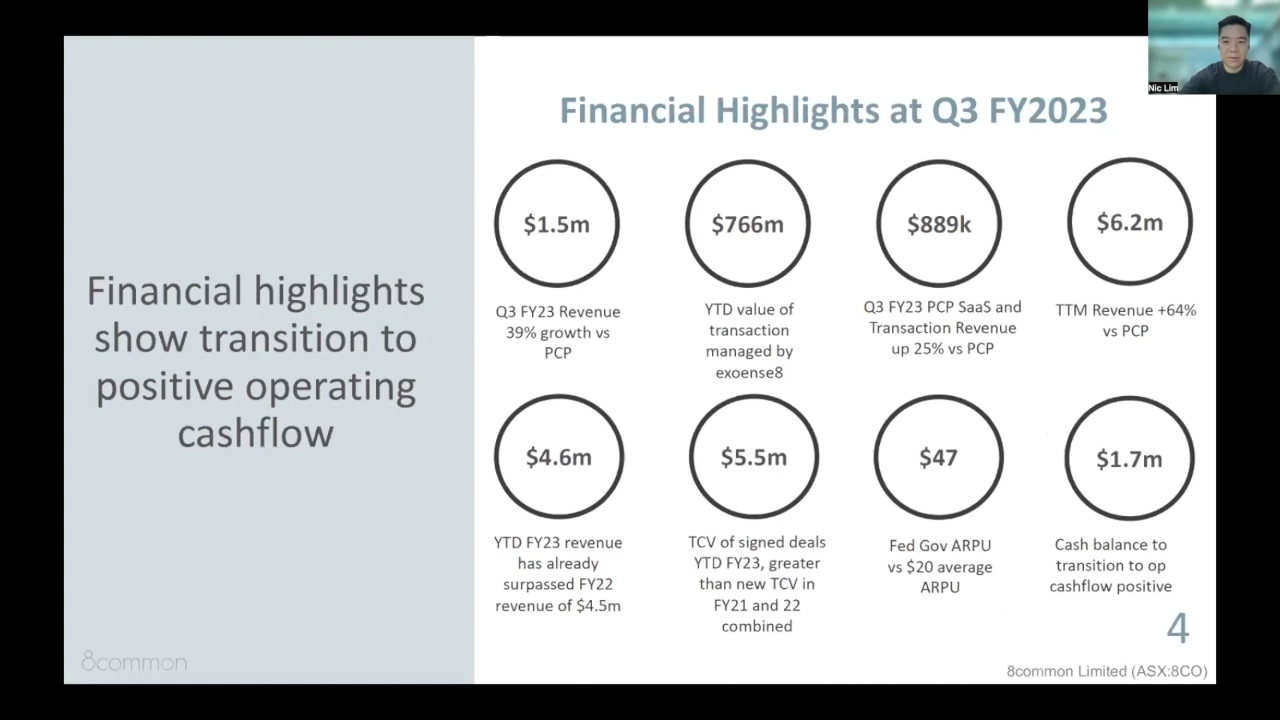 Nic Lim
Financial highlights
show transition to
positive operating
cashflow
8common
Financial Highlights at Q3 FY2023
$1.5m
Q3 FY23 Revenue
39% growth vs
PCP
$766m
YTD value of
transaction
managed by
exoense8
$889k
Q3 FY23 PCP SaaS and
Transaction Revenue
up 25% vs PCP
$6.2m
TTM Revenue +64%
vs PCP
$4.6m
YTD FY23 revenue
has already
surpassed FY22
revenue of $4.5m
$5.5m
TCV of signed deals
YTD FY23, greater
than new TCV in
FY21 and 22
combined
$47
Fed Gov ARPU
vs $20 average
ARPU
$1.7m
Cash balance to
transition to op
cashflow positive
4
8common Limited (ASX:8CO)